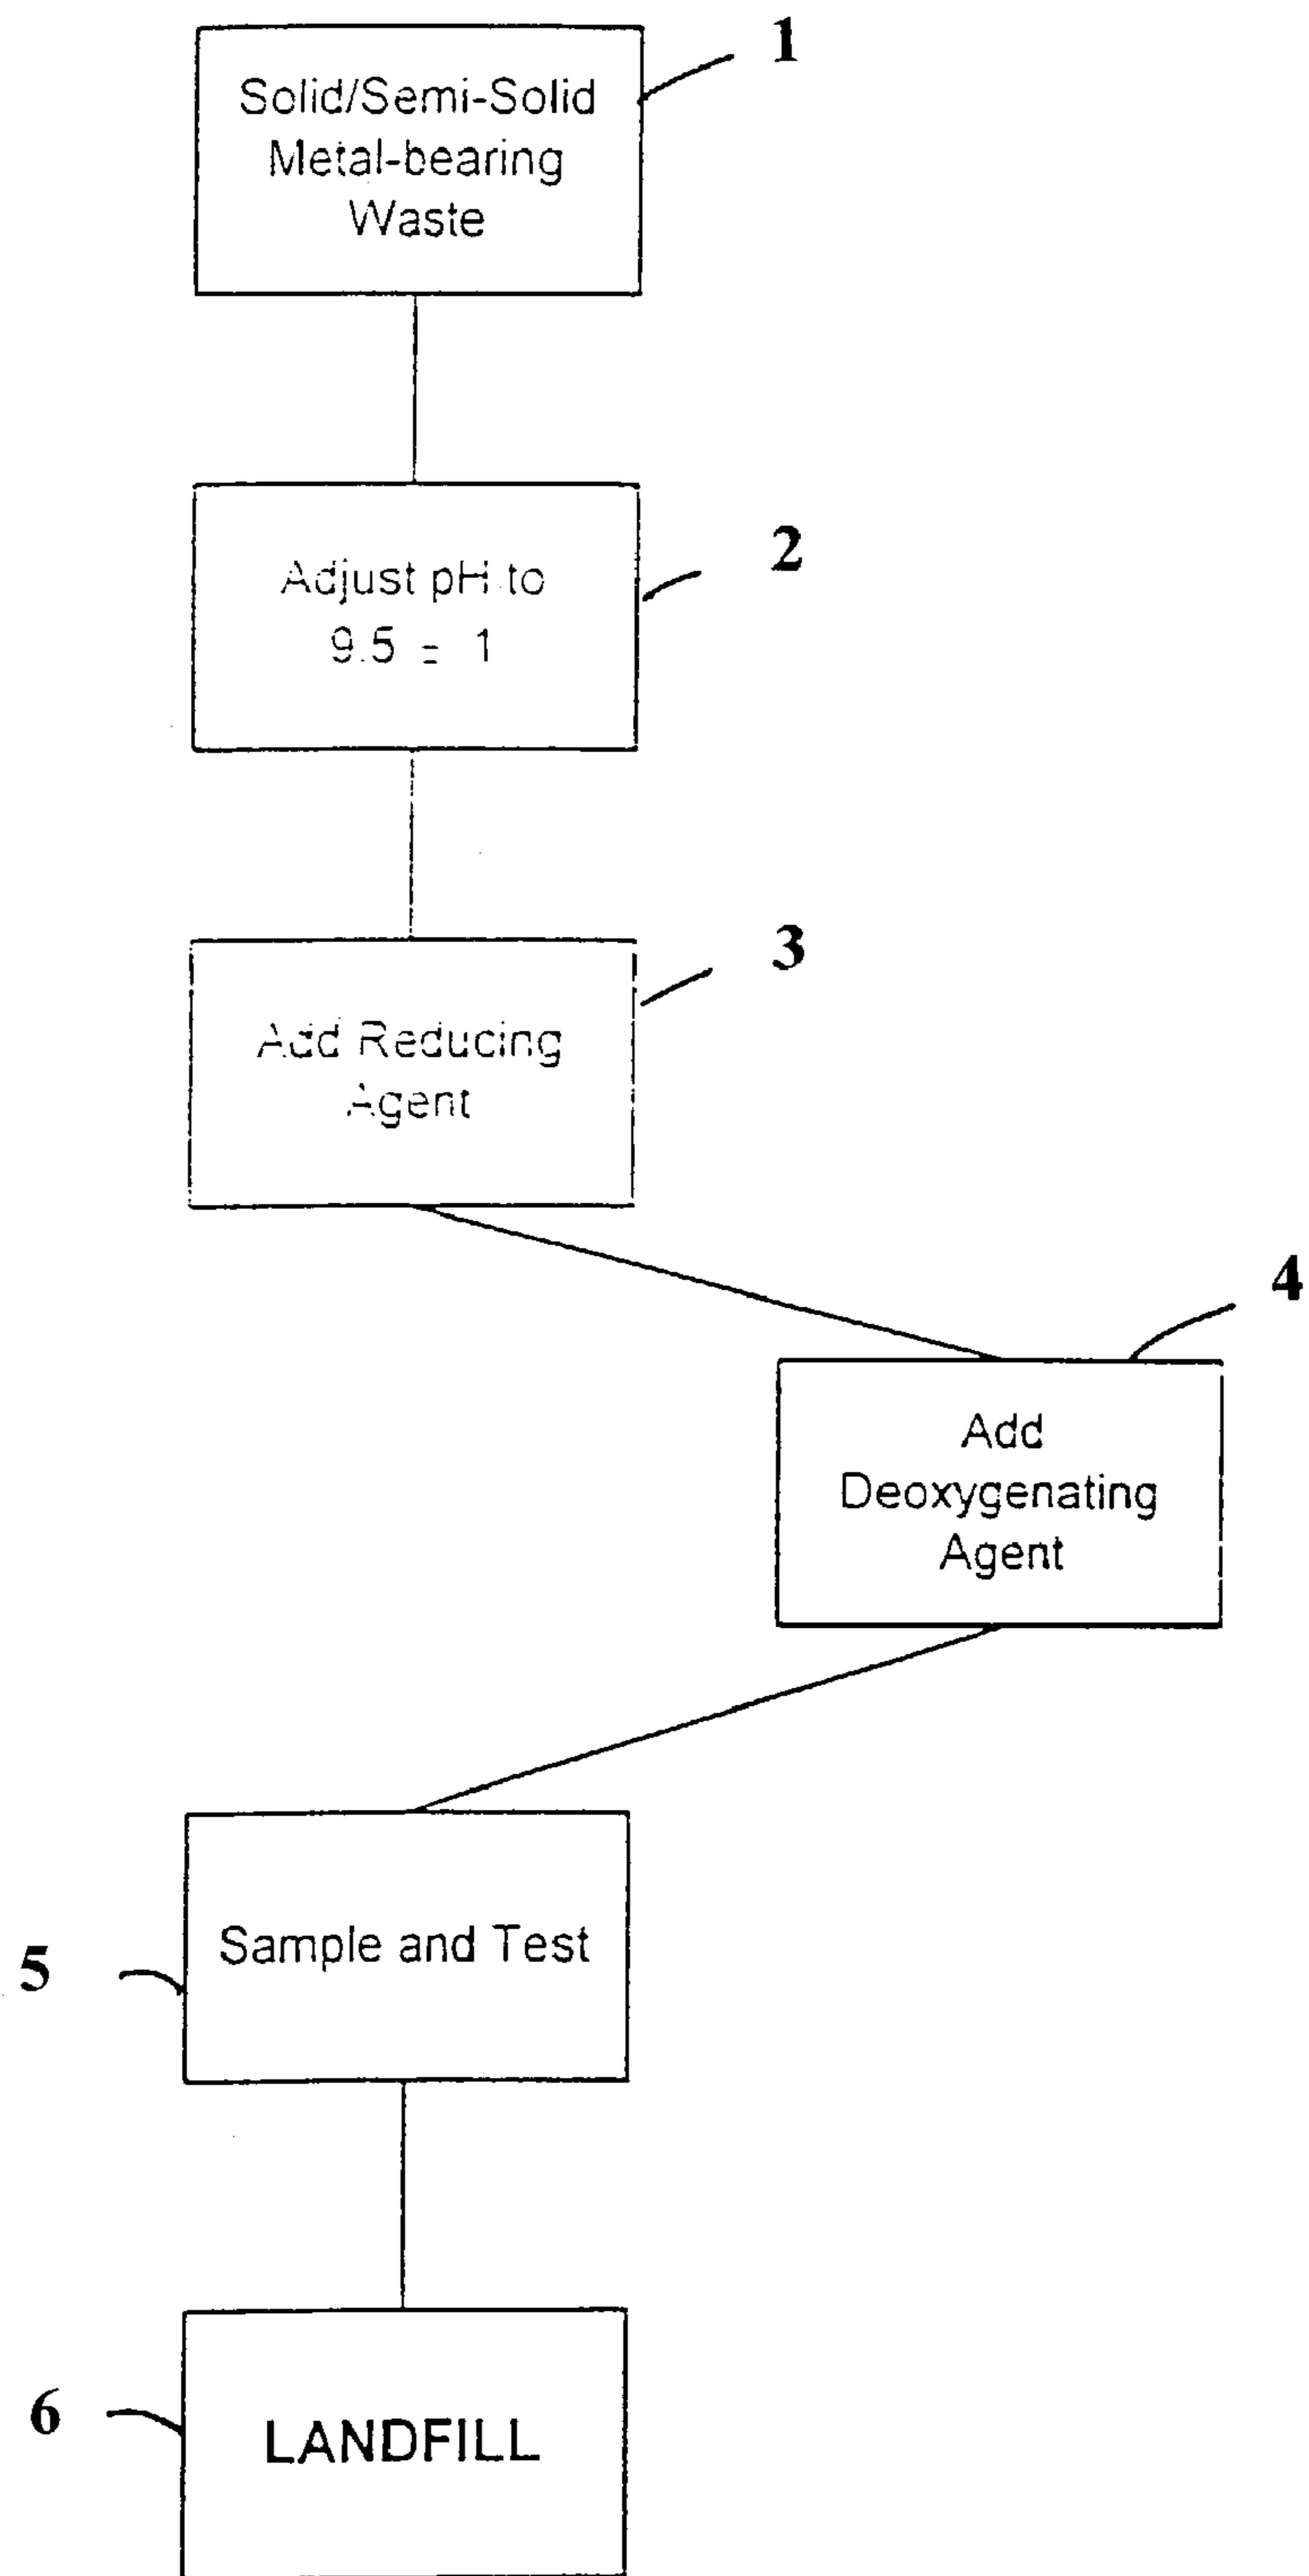 1
Solid/Semi-Solid
Metal-bearing
Waste
2
Adjust pH to
9.5 = 1
3
Add Reducing
Agent
4
Add
Deoxygenating
Agent
5
Sample and Test
6
LANDFILL